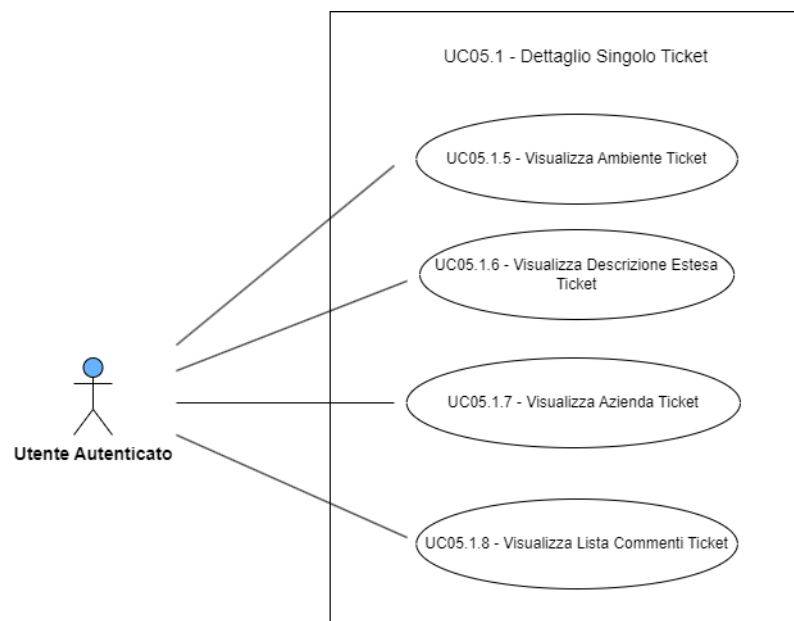 UC05.1 - Dettaglio Singolo Ticket
UC05.1.5 - Visualizza Ambiente Ticket
UC05.1.6 - Visualizza Descrizione Estesa
Ticket
UC05.1.7 - Visualizza Azienda Ticket
Utente Autenticato
UC05.1.8 - Visualizza Lista Commenti Ticket